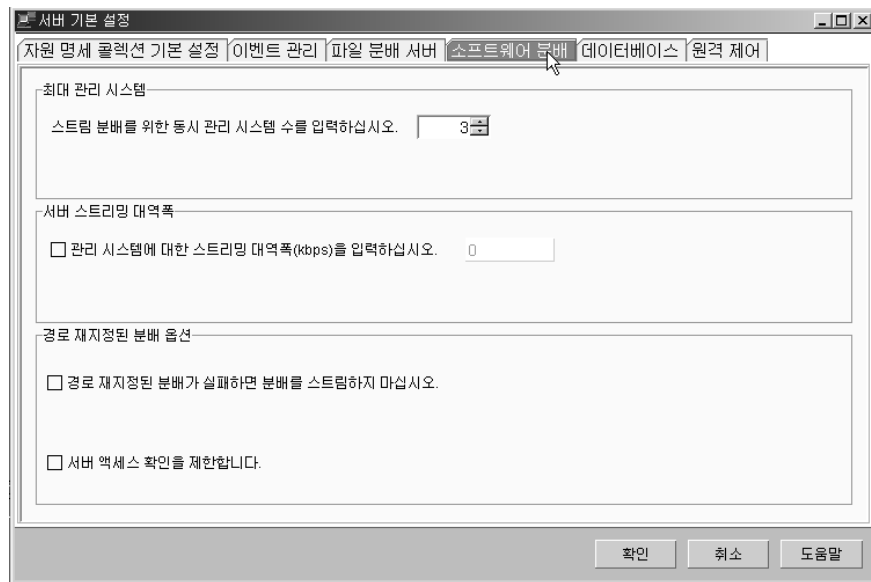 서버 기본 설정
자원 명세 콜렉션 기본 설정 이벤트 관리 파일 분배 서버 소프트웨어 분배 데이터베이스 원격 제어
최대 관리 시스템
스트림 분배를 위한 동시 관리 시스템 수를 입력하십시오. 3
서버 스트리밍 대역폭
관리 시스템에 대한 스트리밍 대역폭(kbps)을 입력하십시오. 0
경로 재지정된 분배 옵션
경로 재지정된 분배가 실패하면 분배를 스트림하지 마십시오.
서버 액세스 확인을 제한합니다.
확인 취소 도움말